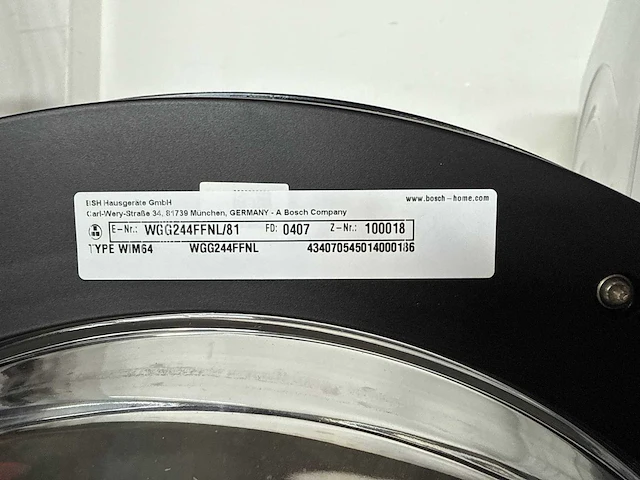 BSH Hausgeräte GmbH www.bosch-home.com
Carl-Wery-Straße 34, 81739 München, GERMANY - A Bosch Company
E-Nr.: WGG244FFNL/81 FD: 0407 Z-Nr.: 100018
TYPE WIM64 WGG244FFNL 434070545014000186